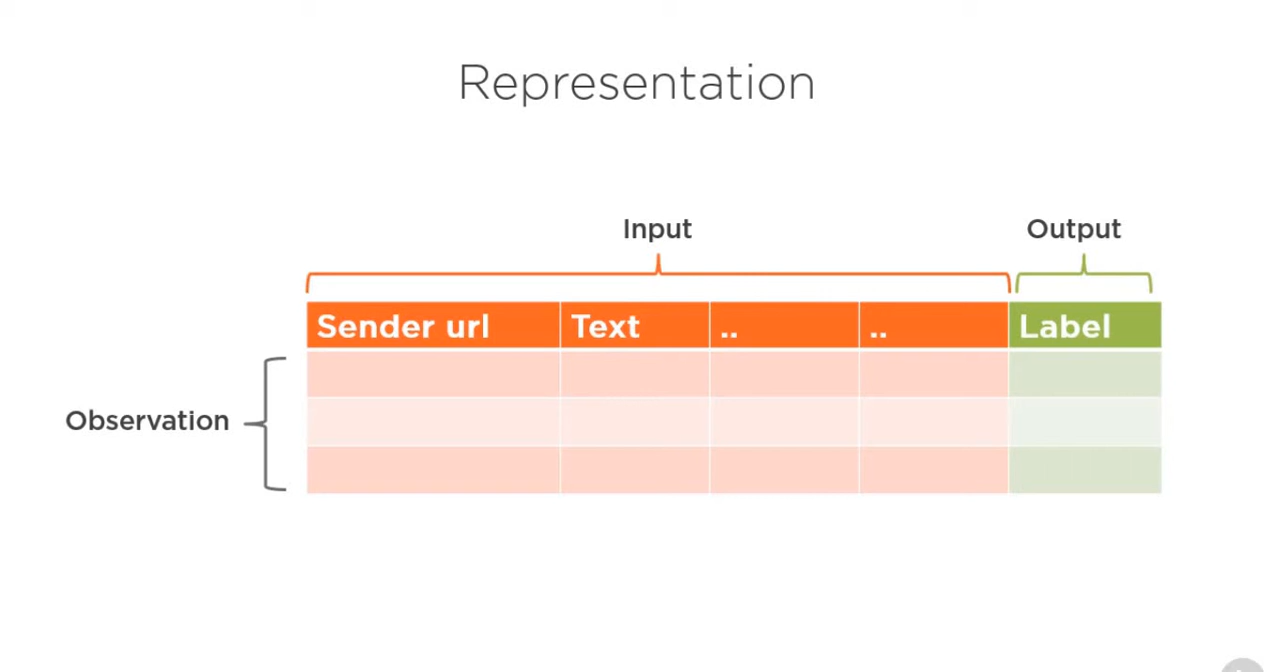 Representation
Input
Output
Sender url Text .. .. Label
Observation